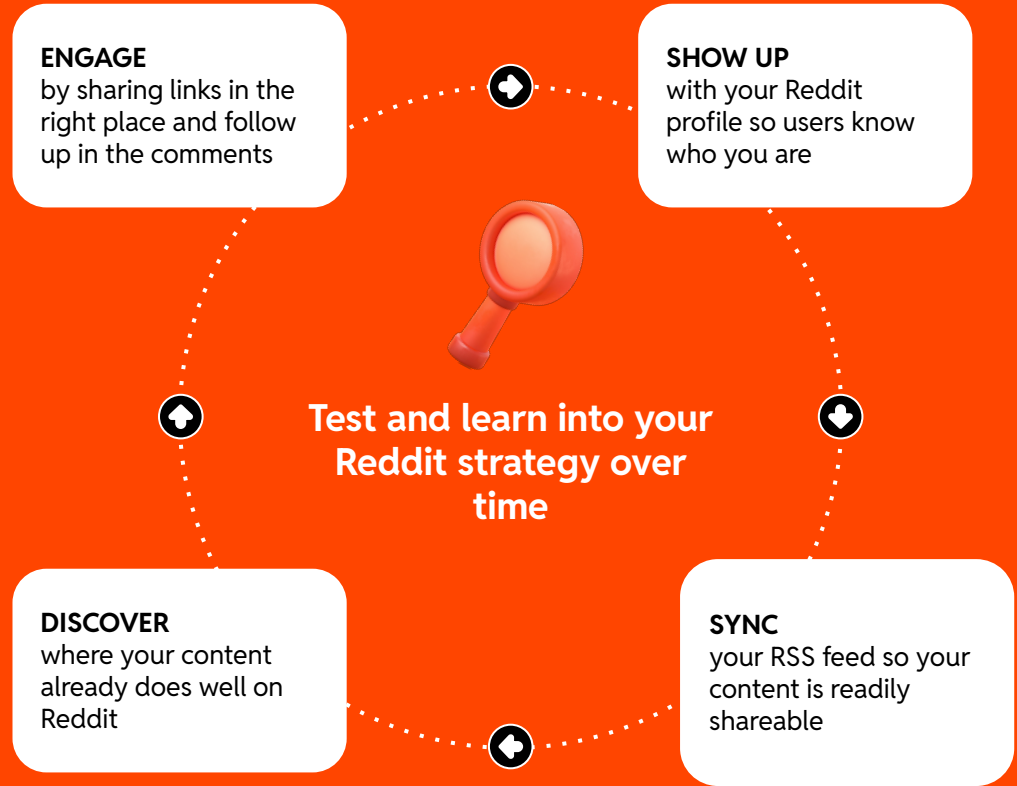 ENGAGE
by sharing links in the
right place and follow
up in the comments
SHOW UP
with your Reddit
profile so users know
who you are
Test and learn into your
Reddit strategy over
time
DISCOVER
where your content
already does well on
Reddit
SYNC
your RSS feed so your
content is readily
shareable